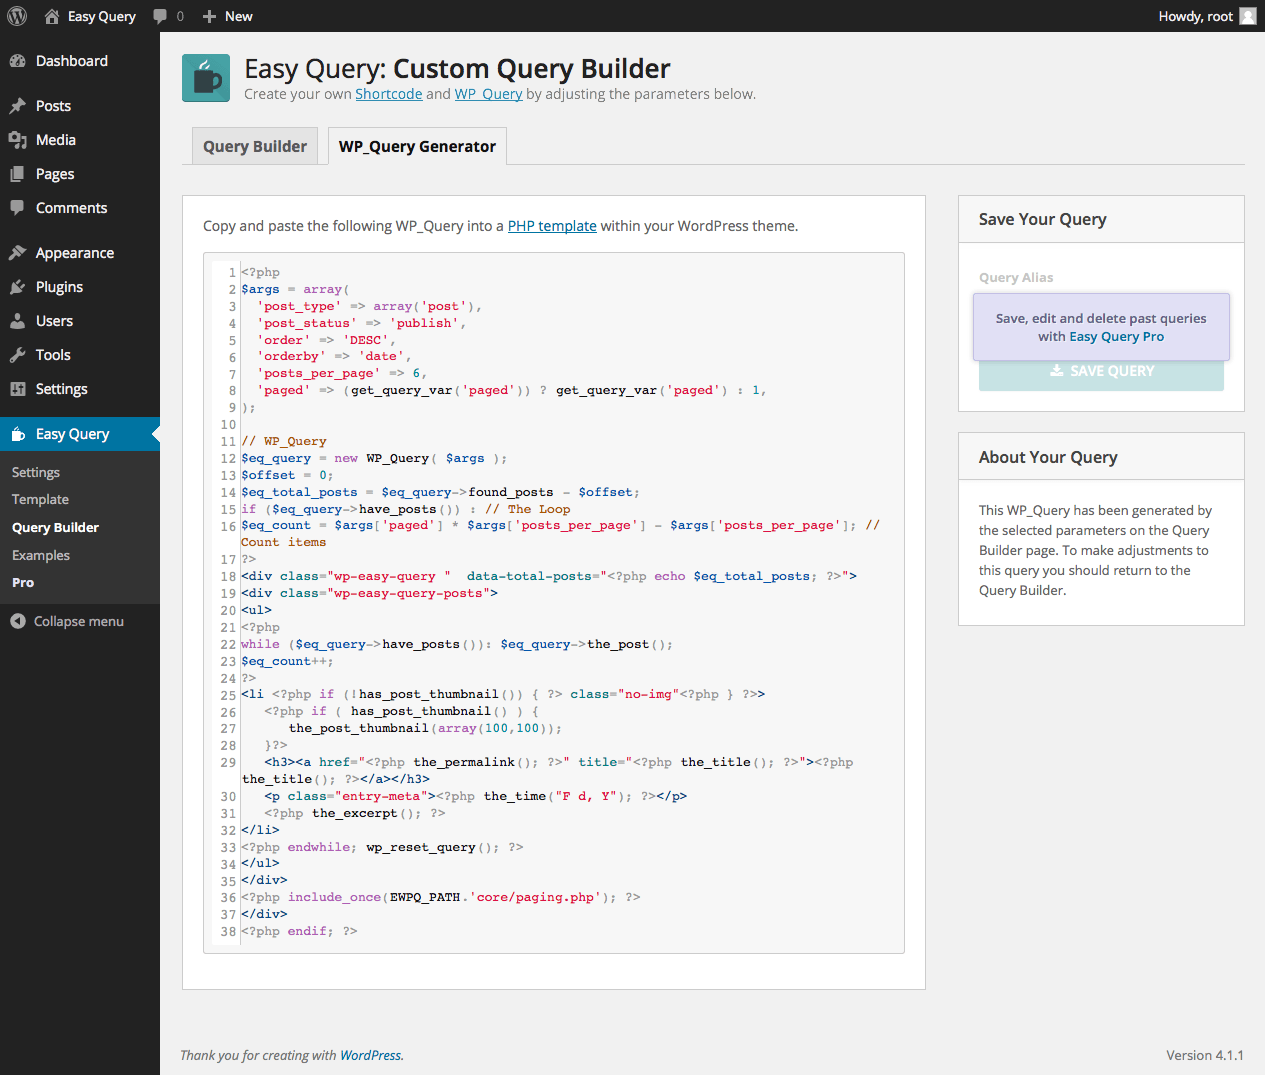 Easy Query 0 New Howdy, root
Dashboard
Posts
Media
Pages
Comments
Appearance
Plugins
Users
Tools
Settings
Easy Query
Settings
Template
Query Builder
Examples
Pro
Collapse menu
Easy Query: Custom Query Builder
Create your own Shortcode and WP_Query by adjusting the parameters below.
Query Builder WP_Query Generator
Copy and paste the following WP_Query into a PHP template within your WordPress theme.
1 <?php
2 $args = array(
3 'post_type' => array('post'),
4 'post_status' => 'publish',
5 'order' => 'DESC',
6 'orderby' => 'date',
7 'posts_per_page' => 6,
8 'paged' => (get_query_var('paged')) ? get_query_var('paged') : 1,
9 );
10
11 // WP_Query
12 $eq_query = new WP_Query( $args );
13 $offset = 0;
14 $eq_total_posts = $eq_query->found_posts - $offset;
15 if ($eq_query->have_posts()) : // The Loop
16 $eq_count = $args['paged'] * $args['posts_per_page'] - $args['posts_per_page']; //
Count items
17 ?>
18 <div class="wp-easy-query "  data-total-posts="<?php echo $eq_total_posts; ?>">
19 <div class="wp-easy-query-posts">
20 <ul>
21 <?php
22 while ($eq_query->have_posts()): $eq_query->the_post();
23 $eq_count++;
24 ?>
25 <li <?php if (!has_post_thumbnail()) { ?> class="no-img"<?php } ?>>
26 <?php if ( has_post_thumbnail() ) {
27 the_post_thumbnail(array(100,100));
28 }?>
29 <h3><a href="<?php the_permalink(); ?>" title="<?php the_title(); ?>"><?php
the_title(); ?></a></h3>
30 <p class="entry-meta"><?php the_time("F d, Y"); ?></p>
31 <?php the_excerpt(); ?>
32 </li>
33 <?php endwhile; wp_reset_query(); ?>
34 </ul>
35 </div>
36 <?php include_once(EWPQ_PATH.'core/paging.php'); ?>
37 </div>
38 <?php endif; ?>
Save Your Query
Query Alias
Save, edit and delete past queries
with Easy Query Pro
SAVE QUERY
About Your Query
This WP_Query has been generated by
the selected parameters on the Query
Builder page. To make adjustments to
this query you should return to the
Query Builder.
Thank you for creating with WordPress. Version 4.1.1